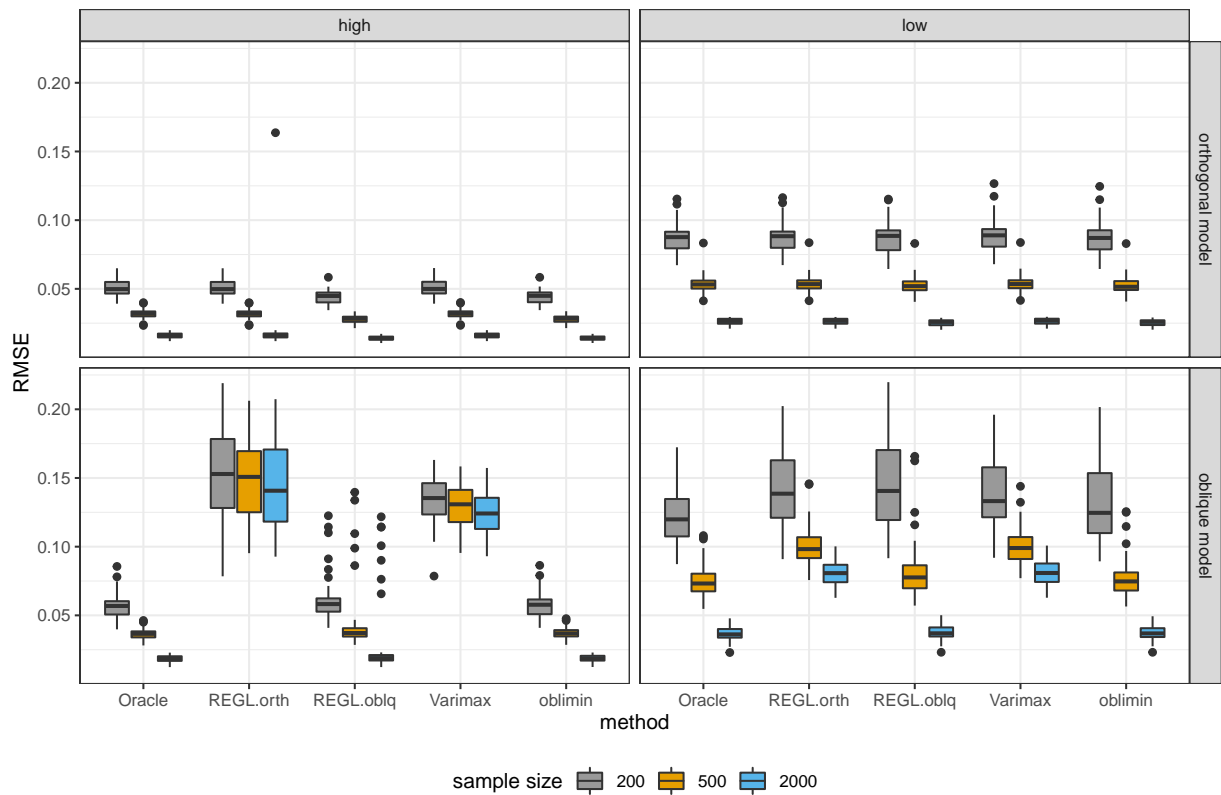 high
low
RMSE
0.20
0.15
0.10
0.05
orthogonal model
0.20
0.15
0.10
0.05
oblique model
Oracle REGL.orth REGL.oblq Varimax oblimin
Oracle REGL.orth REGL.oblq Varimax oblimin
method
sample size 200 500 2000